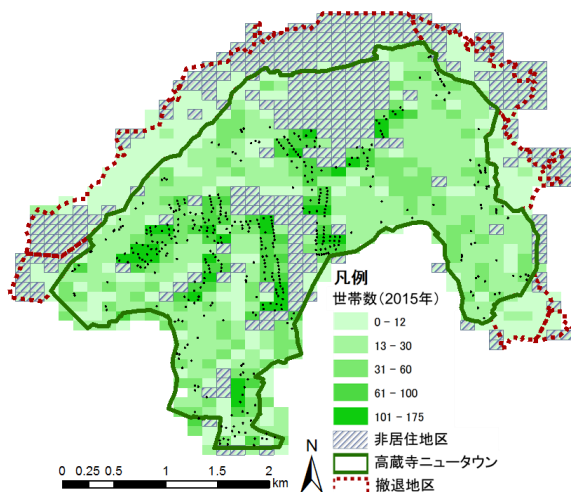 凡例
世帯数(2015年)
0 - 12
13 - 30
31 - 60
61 - 100
101 - 175
非居住地区
高蔵寺ニュータウン
撤退地区
N
0 0.25 0.5 1 1.5 2
km